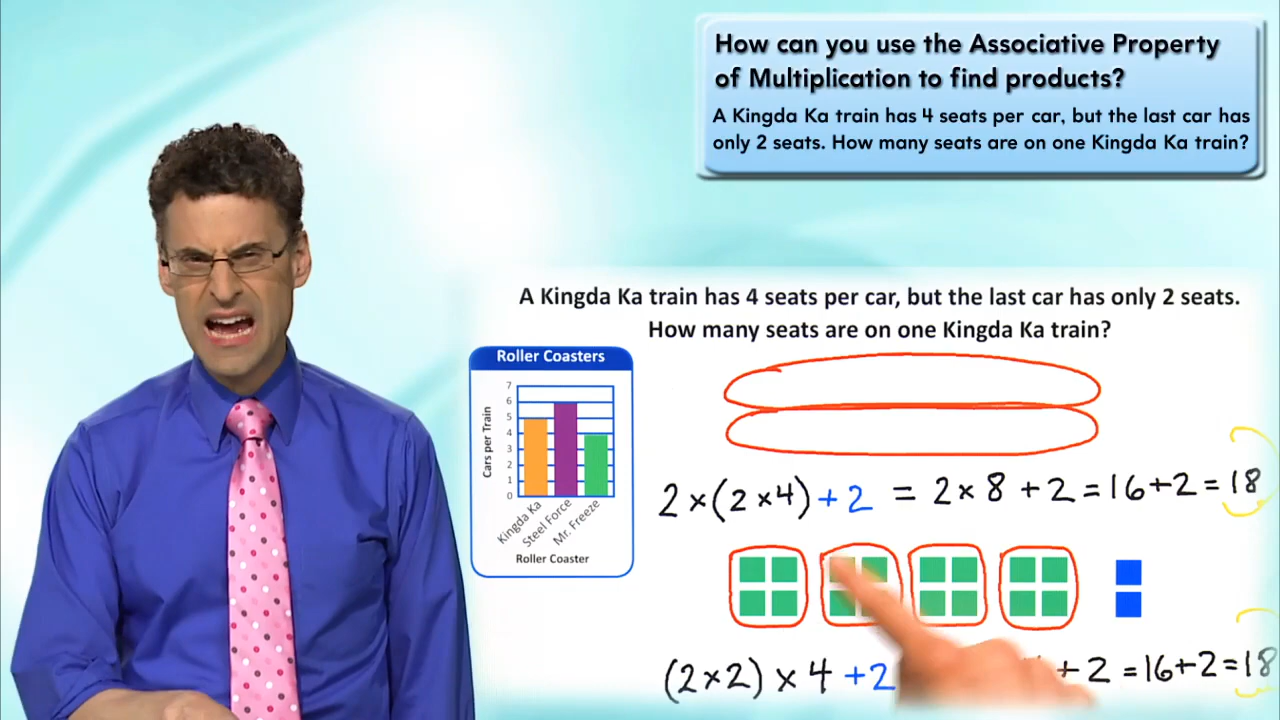 How can you use the Associative Property
of Multiplication to find products?
A Kingda Ka train has 4 seats per car, but the last car has
only 2 seats. How many seats are on one Kingda Ka train?
A Kingda Ka train has 4 seats per car, but the last car has only 2 seats.
How many seats are on one Kingda Ka train?
Roller Coasters
7
6
5
4
3
2
1
0
Cars per Train
Kingda Ka
Steel Force
Mr. Freeze
Roller Coaster
2 × (2 × 4) + 2 = 2 × 8 + 2 = 16 + 2 = 18
(2 × 2) × 4 + 2
+ 2 = 16 + 2 = 18